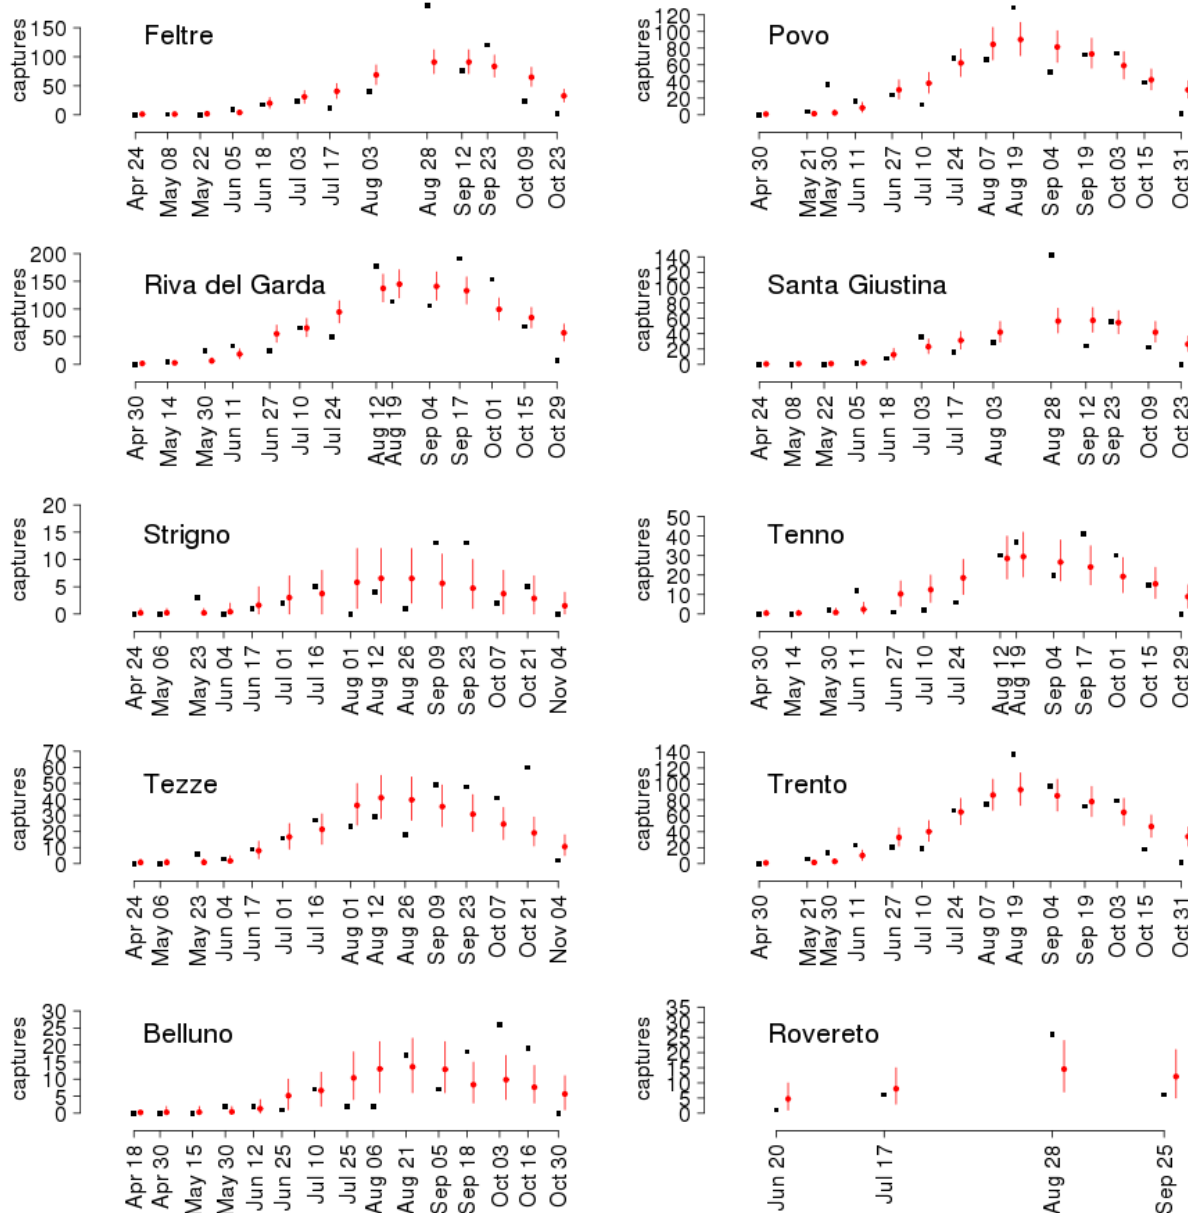 Feltre
captures
150
100
50
0
Apr 24
May 08
May 22
Jun 05
Jun 18
Jul 03
Jul 17
Aug 03
Aug 28
Sep 12
Sep 23
Oct 09
Oct 23
Povo
captures
120
100
80
60
40
20
0
Apr 30
May 21
May 30
Jun 11
Jun 27
Jul 10
Jul 24
Aug 07
Aug 19
Sep 04
Sep 19
Oct 03
Oct 15
Oct 31
Riva del Garda
captures
200
150
100
50
0
Apr 30
May 14
May 30
Jun 11
Jun 27
Jul 10
Jul 24
Aug 12
Aug 19
Sep 04
Sep 17
Oct 01
Oct 15
Oct 29
Santa Giustina
captures
140
120
100
80
60
40
20
0
Apr 24
May 08
May 22
Jun 05
Jun 18
Jul 03
Jul 17
Aug 03
Aug 28
Sep 12
Sep 23
Oct 09
Oct 23
Strigno
captures
20
15
10
5
0
Apr 24
May 06
May 23
Jun 04
Jun 17
Jul 01
Jul 16
Aug 01
Aug 12
Aug 26
Sep 09
Sep 23
Oct 07
Oct 21
Nov 04
Tenno
captures
50
40
30
20
10
0
Apr 30
May 14
May 30
Jun 11
Jun 27
Jul 10
Jul 24
Aug 12
Aug 19
Sep 04
Sep 17
Oct 01
Oct 15
Oct 29
Tezze
captures
70
60
50
40
30
20
10
0
Apr 24
May 06
May 23
Jun 04
Jun 17
Jul 01
Jul 16
Aug 01
Aug 12
Aug 26
Sep 09
Sep 23
Oct 07
Oct 21
Nov 04
Trento
captures
140
120
100
80
60
40
20
0
Apr 30
May 21
May 30
Jun 11
Jun 27
Jul 10
Jul 24
Aug 07
Aug 19
Sep 04
Sep 19
Oct 03
Oct 15
Oct 31
Belluno
captures
30
25
20
15
10
5
0
Apr 18
Apr 30
May 15
May 30
Jun 12
Jun 25
Jul 10
Jul 25
Aug 06
Aug 21
Sep 05
Sep 18
Oct 03
Oct 16
Oct 30
Rovereto
captures
35
30
25
20
15
10
5
0
Jun 20
Jul 17
Aug 28
Sep 25